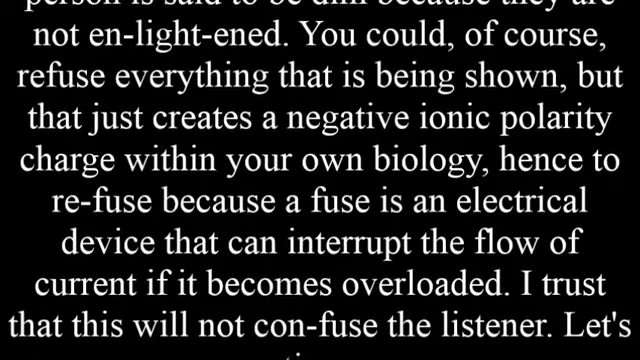 person is said to be dim because they are
not en-light-ened. You could, of course,
refuse everything that is being shown, but
that just creates a negative ionic polarity
charge within your own biology, hence to
re-fuse because a fuse is an electrical
device that can interrupt the flow of
current if it becomes overloaded. I trust
that this will not con-fuse the listener. Let's